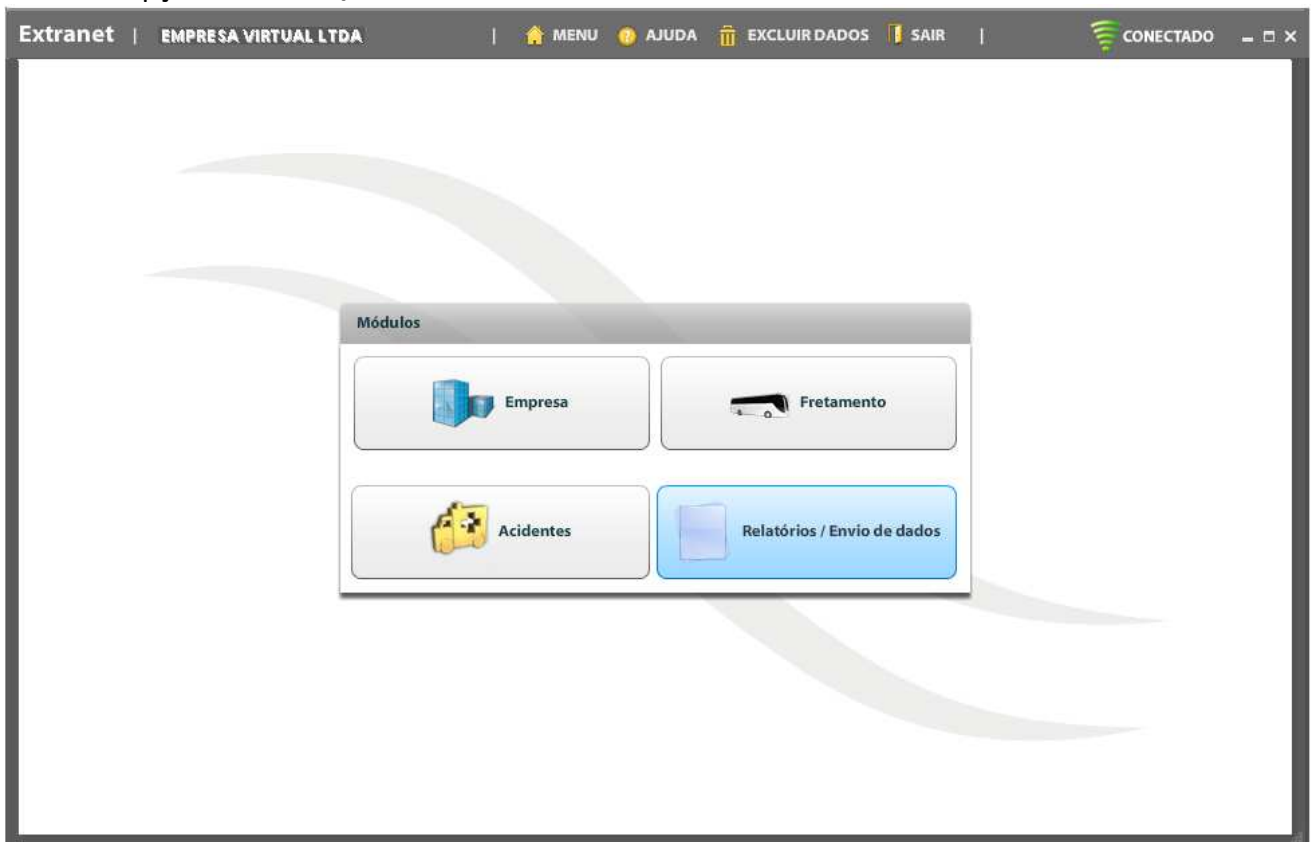 Extranet | EMPRESA VIRTUAL LTDA | MENU AJUDA EXCLUIR DADOS SAIR | CONECTADO
Módulos
Empresa Fretamento
Acidentes Relatórios / Envio de dados